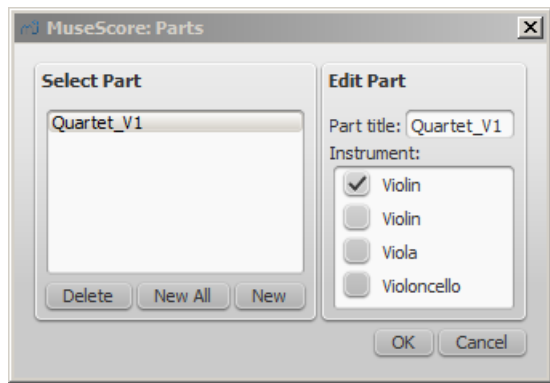 MuseScore: Parts
Select Part
Quartet_V1
Delete
New All
New
Edit Part
Part title: Quartet_V1
Instrument:
Violin
Violin
Viola
Violoncello
OK
Cancel